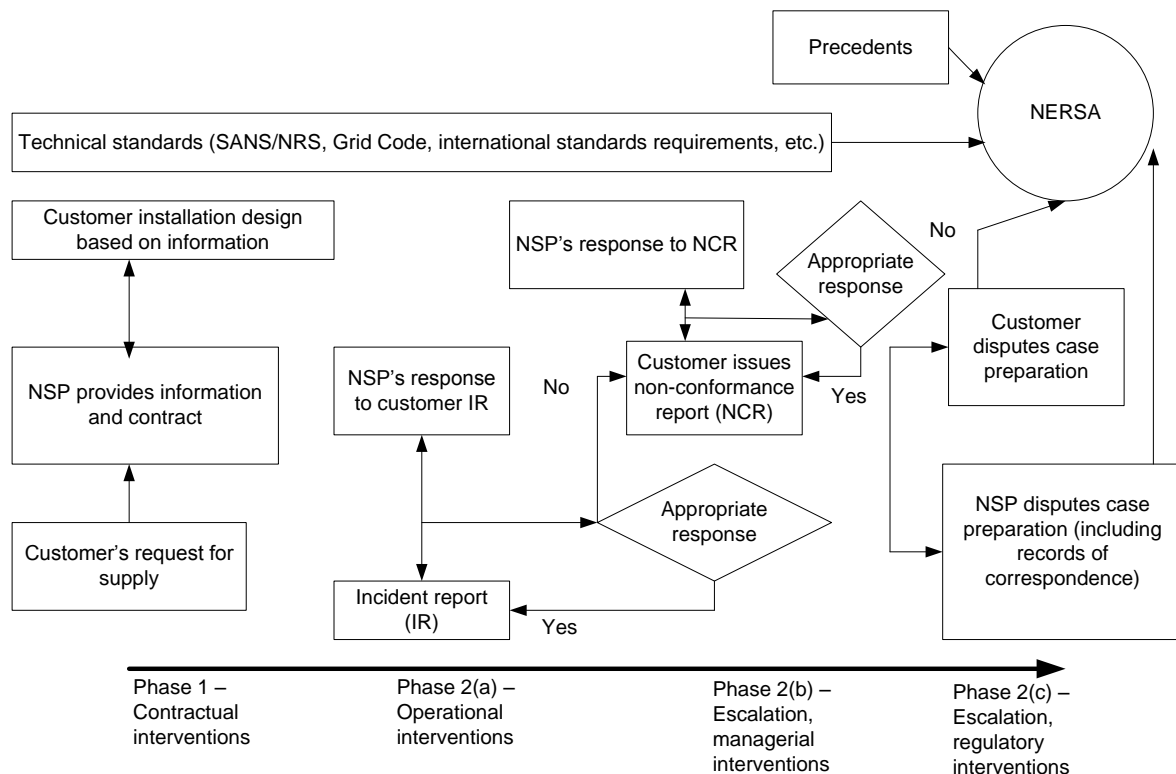 Precedents
NERSA
Technical standards (SANS/NRS, Grid Code, international standards requirements, etc.)
Customer installation design
based on information
NSP's response to NCR
Appropriate
response
No
NSP provides information
and contract
NSP's response
to customer IR
No
Customer issues
non-conformance
report (NCR)
Yes
Customer
disputes case
preparation
Customer's request for
supply
Incident report
(IR)
Appropriate
response
Yes
NSP disputes case
preparation (including
records of
correspondence)
Phase 1 –
Contractual
interventions
Phase 2(a) –
Operational
interventions
Phase 2(b) –
Escalation,
managerial
interventions
Phase 2(c) –
Escalation,
regulatory
interventions